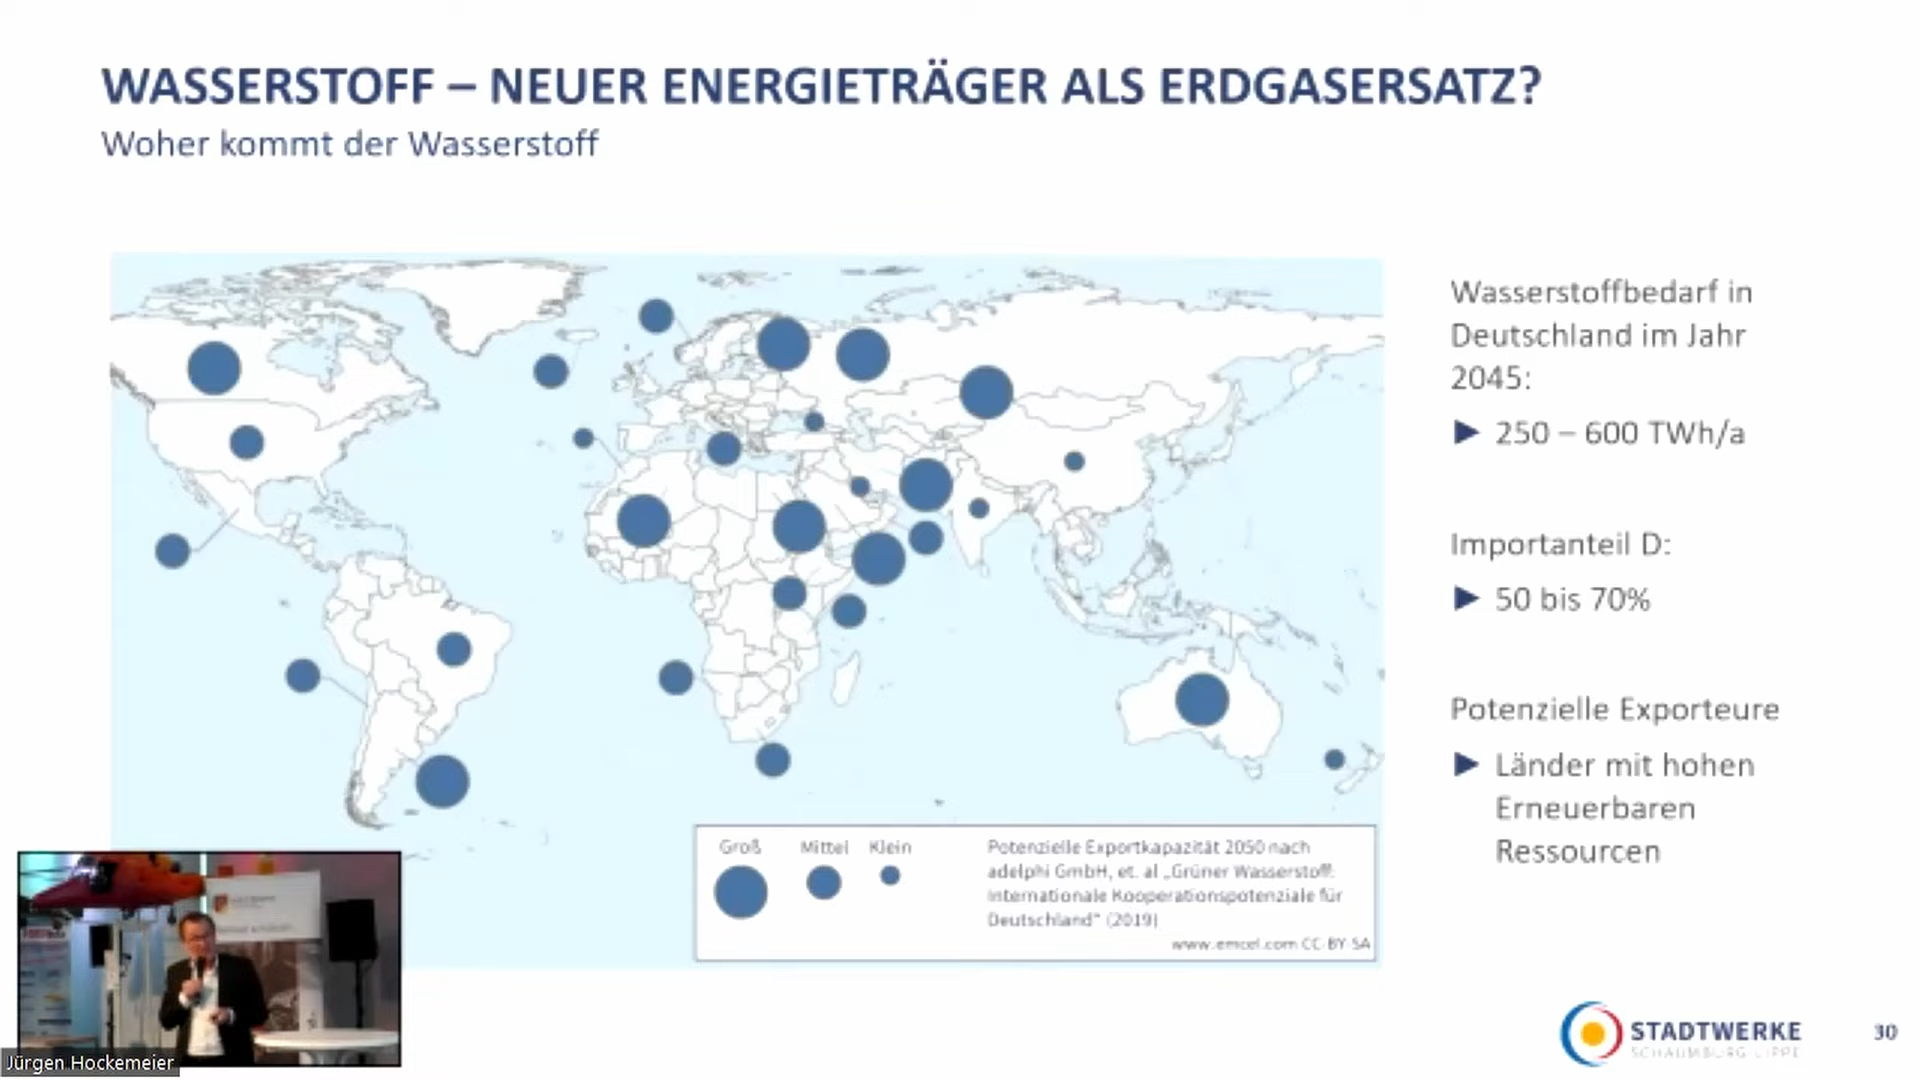 WASSERSTOFF – NEUER ENERGIETRÄGER ALS ERDGASERSATZ?
Woher kommt der Wasserstoff
Wasserstoffbedarf in
Deutschland im Jahr
2045:
250 – 600 TWh/a
Importanteil D:
50 bis 70%
Potenzielle Exporteure
Länder mit hohen
Erneuerbaren
Ressourcen
Groß Mittel Klein
Potenzielle Exportkapazität 2050 nach
adelphi GmbH, et. al „Grüner Wasserstoff:
Internationale Kooperationspotenziale für
Deutschland“ (2019)
www.emcel.com CC-BY-SA
Jürgen Hockemeier
STADTWERKE
SCHAUMBURG-LIPPE
30